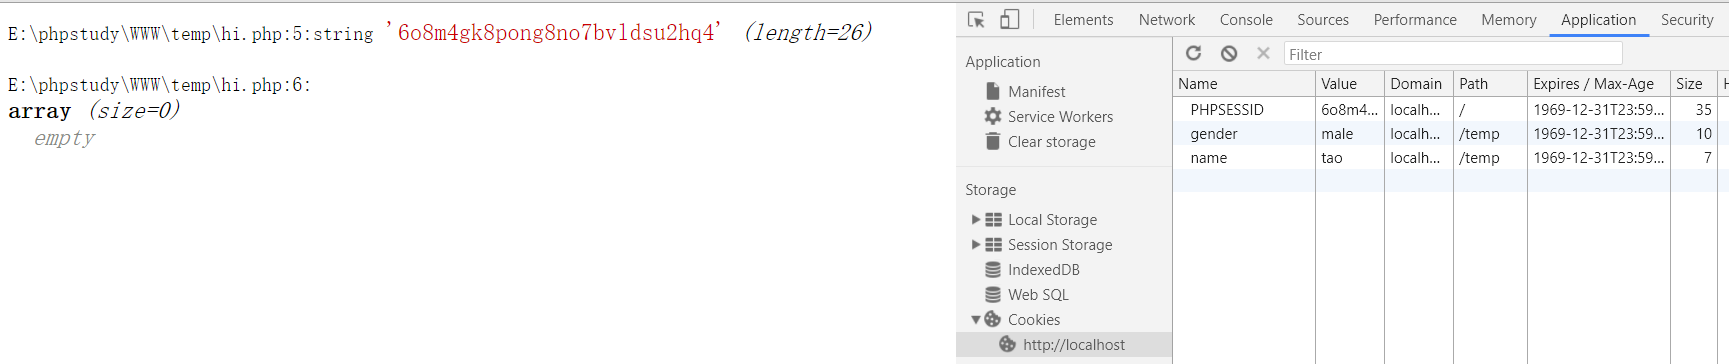 E:\phpstudy\WWW\temp\hi.php:5:string '6o8m4gk8pong8no7bvldsu2hq4' (length=26)
E:\phpstudy\WWW\temp\hi.php:6:
array (size=0)
empty
Elements Network Console Sources Performance Memory Application Security
Application
Manifest
Service Workers
Clear storage
Storage
Local Storage
Session Storage
IndexedDB
Web SQL
Cookies
http://localhost
Filter
Name Value Domain Path Expires / Max-Age Size H
PHPSESSID 6o8m4... localh... / 1969-12-31T23:59... 35
gender male localh... /temp 1969-12-31T23:59... 10
name tao localh... /temp 1969-12-31T23:59... 7